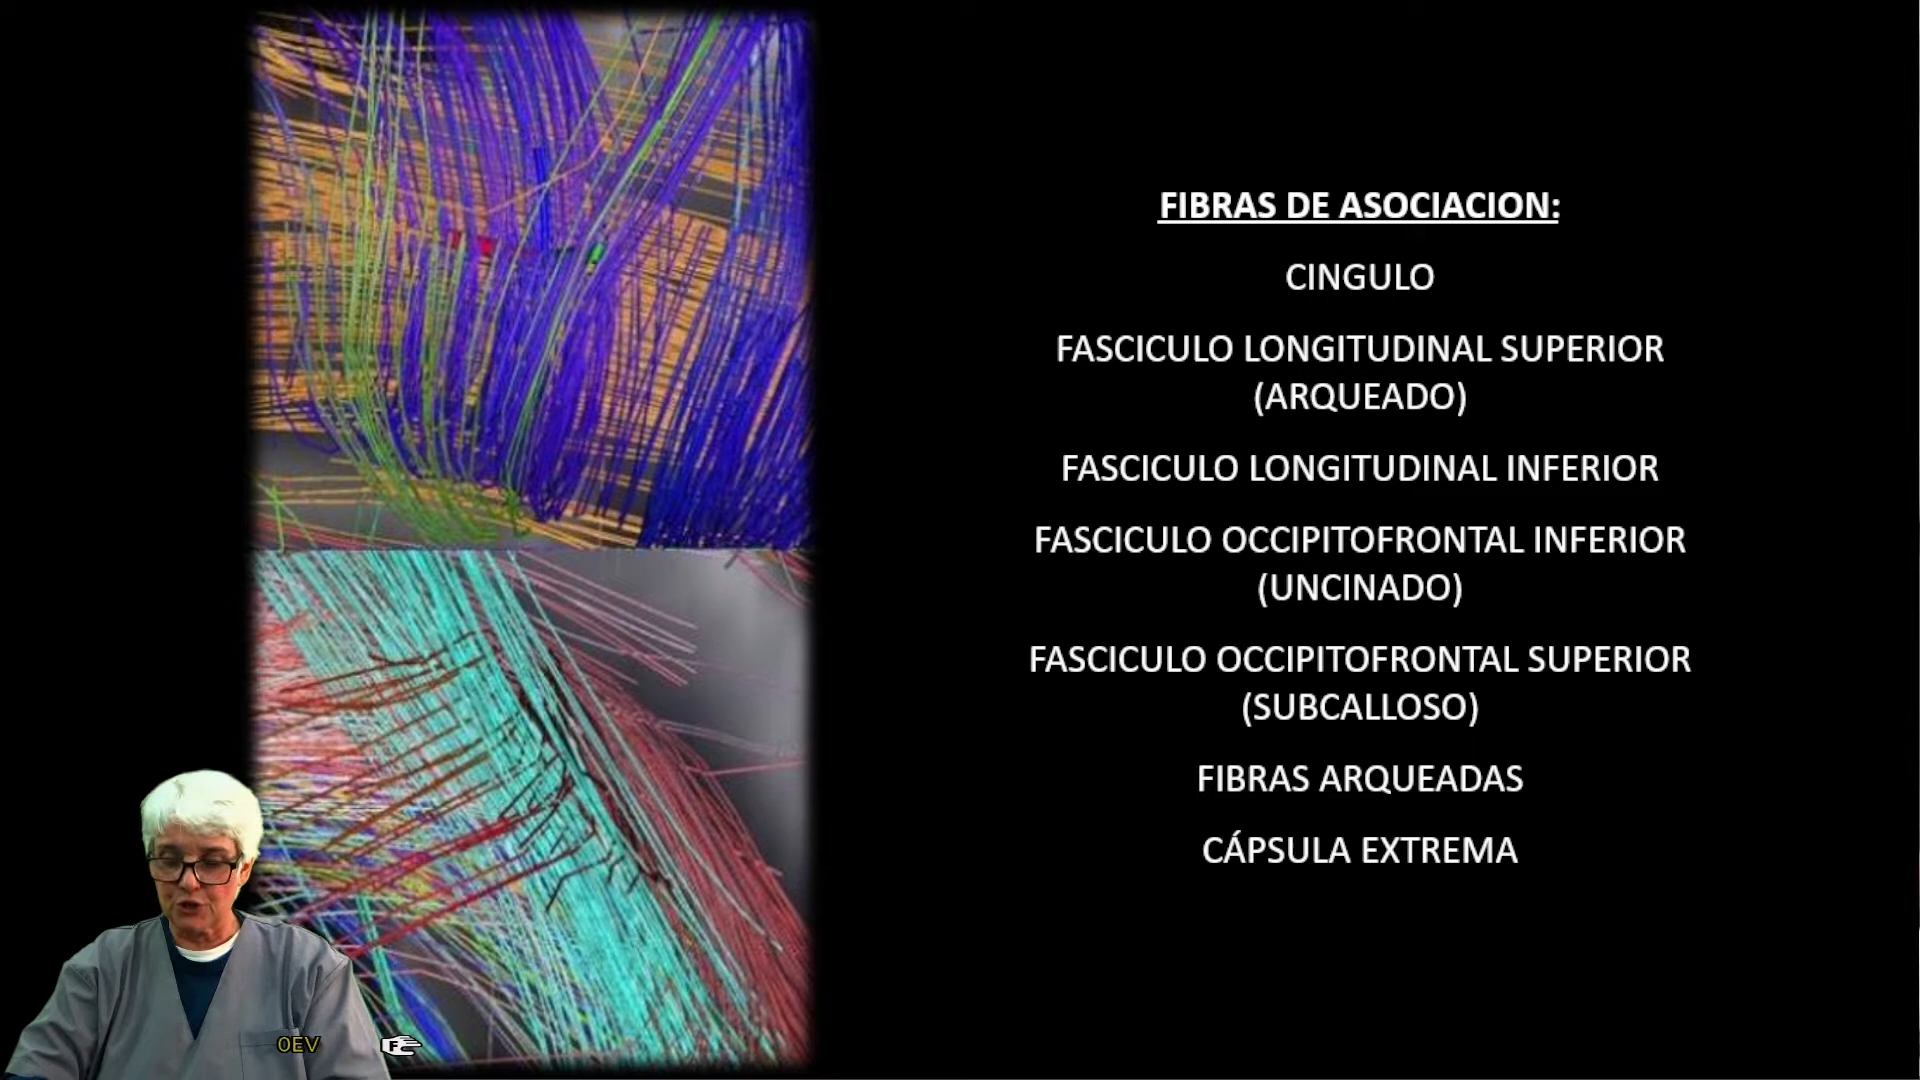 FIBRAS DE ASOCIACION:
CINGULO
FASCICULO LONGITUDINAL SUPERIOR
(ARQUEADO)
FASCICULO LONGITUDINAL INFERIOR
FASCICULO OCCIPITOFRONTAL INFERIOR
(UNCINADO)
FASCICULO OCCIPITOFRONTAL SUPERIOR
(SUBCALLOSO)
FIBRAS ARQUEADAS
CÁPSULA EXTREMA
OEV
F